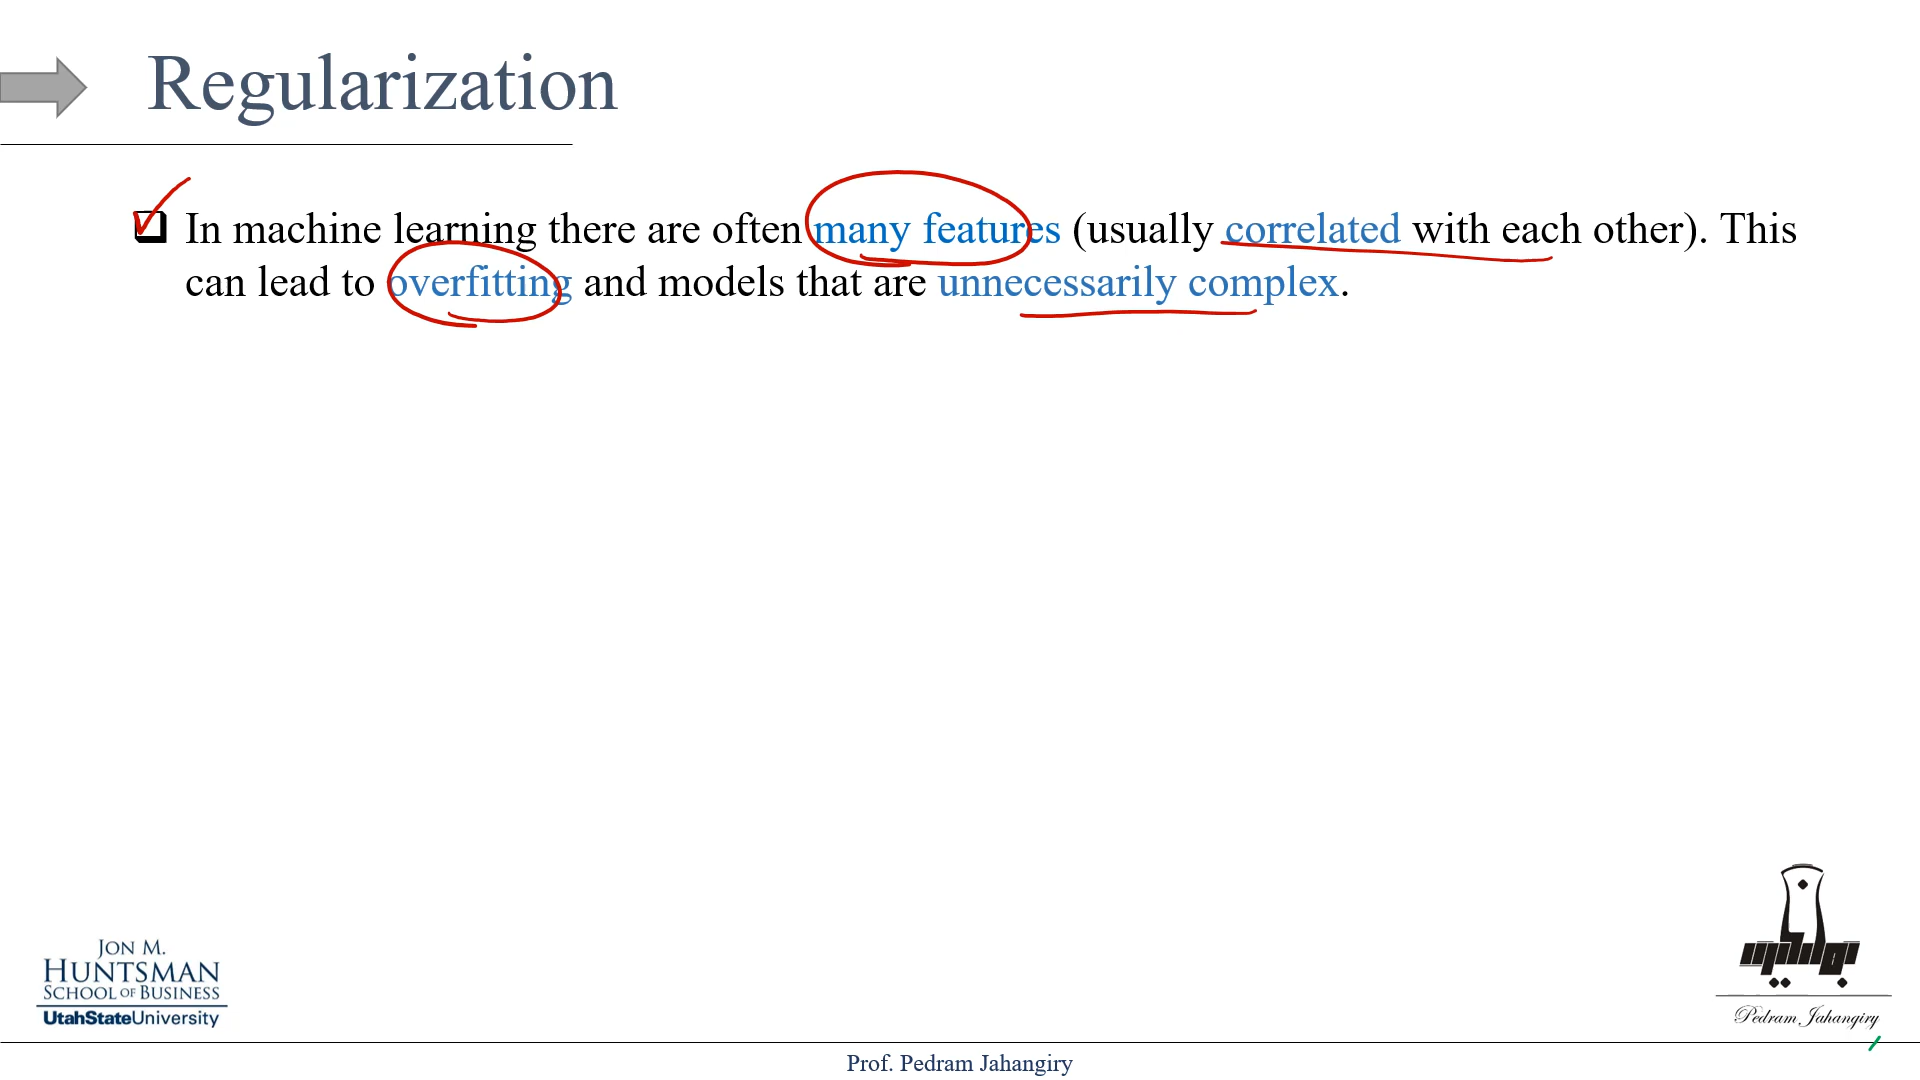 Regularization
In machine learning there are often many features (usually correlated with each other). This
can lead to overfitting and models that are unnecessarily complex.
JON M.
HUNTSMAN
SCHOOL OF BUSINESS
UtahStateUniversity
Pedram Jahangiry
Prof. Pedram Jahangiry